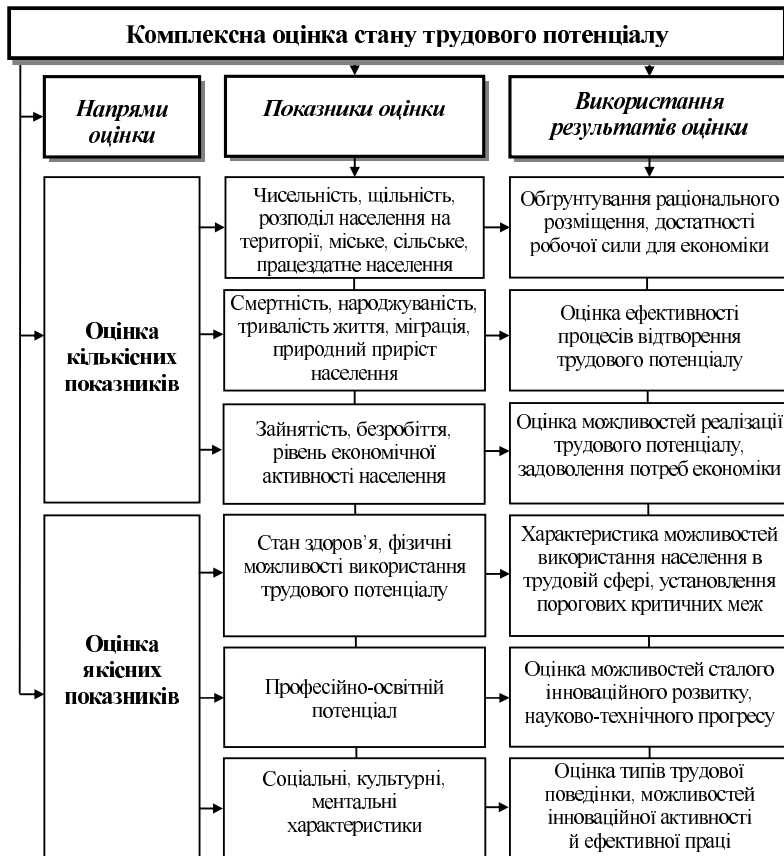 Комплексна оцінка стану трудового потенціалу
Напрями
оцінки
Показники оцінки
Використання
результатів оцінки
Оцінка
кількісних
показників
Чисельність, щільність,
розподіл населення на
території, міське, сільське,
працездатне населення
Обґрунтування раціонального
розміщення, достатності
робочої сили для економіки
Смертність, народжуваність,
тривалість життя, міграція,
природний приріст
населення
Оцінка ефективності
процесів відтворення
трудового потенціалу
Зайнятість, безробіття,
рівень економічної
активності населення
Оцінка можливостей реалізації
трудового потенціалу,
задоволення потреб економіки
Оцінка
якісних
показників
Стан здоров’я, фізичні
можливості використання
трудового потенціалу
Характеристика можливостей
використання населення в
трудовій сфері, установлення
порогових критичних меж
Професійно-освітній
потенціал
Оцінка можливостей сталого
інноваційного розвитку,
науково-технічного прогресу
Соціальні, культурні,
ментальні
характеристики
Оцінка типів трудової
поведінки, можливостей
інноваційної активності
й ефективної праці